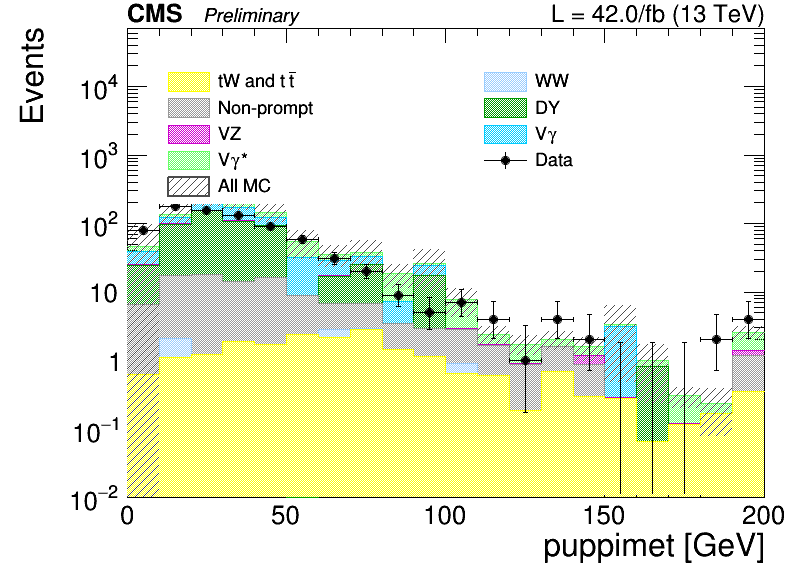 CMS Preliminary L = 42.0/fb (13 TeV)
Events
10⁴
10³
10²
10
1
10⁻¹
10⁻²
tW and t t̄
Non-prompt
VZ
Vγ*
All MC
WW
DY
Vγ
Data
0 50 100 150 200
puppimet [GeV]